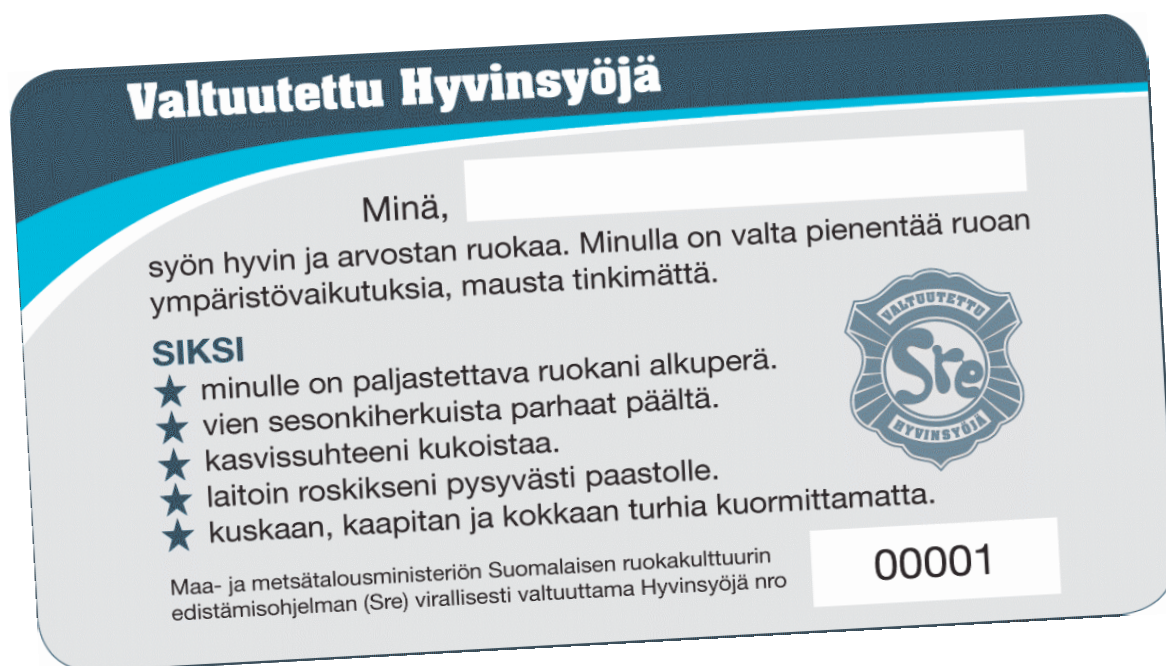 Valtuutettu Hyvinsyöjä
Minä,
syön hyvin ja arvostan ruokaa. Minulla on valta pienentää ruoan
ympäristövaikutuksia, mausta tinkimättä.
SIKSI
★ minulle on paljastettava ruokani alkuperä.
★ vien sesonkiherkuista parhaat päältä.
★ kasvissuhteeni kukoistaa.
★ laitoin roskikseni pysyvästi paastolle.
★ kuskaan, kaapitan ja kokkaan turhia kuormittamatta.
VALTUUTETTU
Sre
HYVINSYÖJÄ
Maa- ja metsätalousministeriön Suomalaisen ruokakulttuurin
edistämisohjelman (Sre) virallisesti valtuuttama Hyvinsyöjä nro
00001